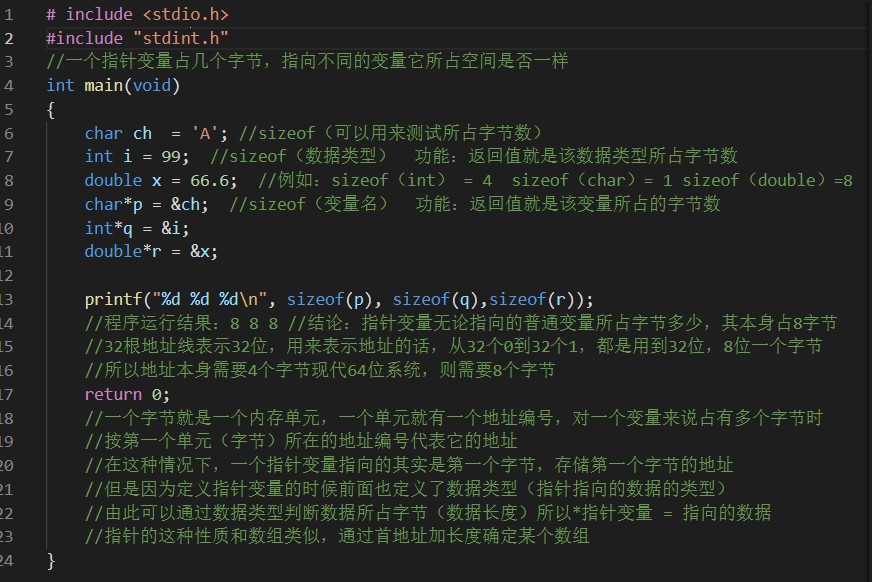 1 # include <stdio.h>
2 #include "stdint.h"
3 //一个指针变量占几个字节，指向不同的变量它所占空间是否一样
4 int main(void)
5 {
6 char ch  = 'A'; //sizeof（可以用来测试所占字节数）
7 int i = 99;  //sizeof（数据类型）  功能：返回值就是该数据类型所占字节数
8 double x = 66.6;  //例如：sizeof（int） = 4  sizeof（char）= 1 sizeof（double）=8
9 char*p = &ch;  //sizeof（变量名）  功能：返回值就是该变量所占的字节数
10 int*q = &i;
11 double*r = &x;
12
13 printf("%d %d %d\n", sizeof(p), sizeof(q),sizeof(r));
14 //程序运行结果：8 8 8 //结论：指针变量无论指向的普通变量所占字节多少，其本身占8字节
15 //32根地址线表示32位，用来表示地址的话，从32个0到32个1，都是用到32位，8位一个字节
16 //所以地址本身需要4个字节现代64位系统，则需要8个字节
17 return 0;
18 //一个字节就是一个内存单元，一个单元就有一个地址编号，对一个变量来说占有多个字节时
19 //按第一个单元（字节）所在的地址编号代表它的地址
20 //在这种情况下，一个指针变量指向的其实是第一个字节，存储第一个字节的地址
21 //但是因为定义指针变量的时候前面也定义了数据类型（指针指向的数据的类型）
22 //由此可以通过数据类型判断数据所占字节（数据长度）所以*指针变量 = 指向的数据
23 //指针的这种性质和数组类似，通过首地址加长度确定某个数组
24 }